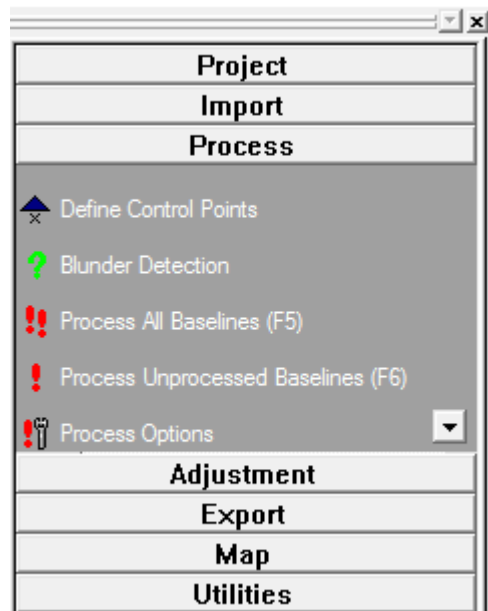 Project
Import
Process
Define Control Points
Blunder Detection
Process All Baselines (F5)
Process Unprocessed Baselines (F6)
Process Options
Adjustment
Export
Map
Utilities